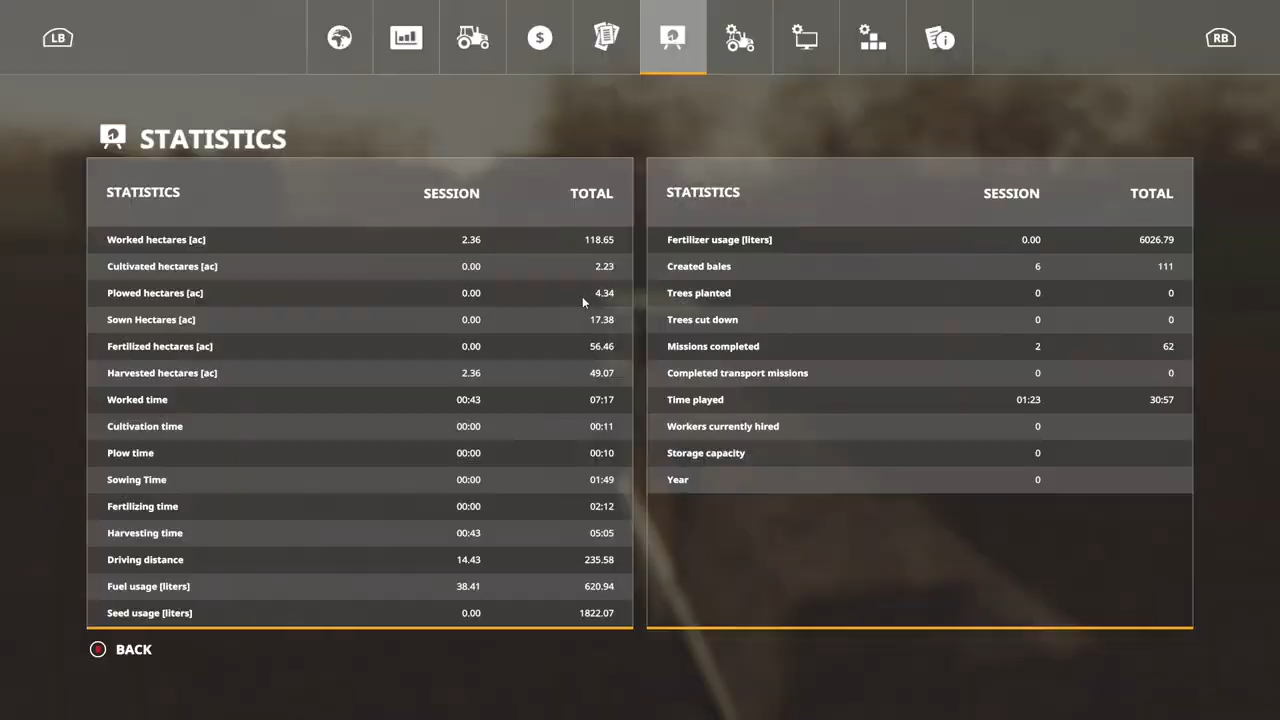 LB
RB
STATISTICS
STATISTICS SESSION TOTAL
Worked hectares [ac] 2.36 118.65
Cultivated hectares [ac] 0.00 2.23
Plowed hectares [ac] 0.00 4.34
Sown Hectares [ac] 0.00 17.38
Fertilized hectares [ac] 0.00 56.46
Harvested hectares [ac] 2.36 49.07
Worked time 00:43 07:17
Cultivation time 00:00 00:11
Plow time 00:00 00:10
Sowing Time 00:00 01:49
Fertilizing time 00:00 02:12
Harvesting time 00:43 05:05
Driving distance 14.43 235.58
Fuel usage [liters] 38.41 620.94
Seed usage [liters] 0.00 1822.07
STATISTICS SESSION TOTAL
Fertilizer usage [liters] 0.00 6026.79
Created bales 6 111
Trees planted 0 0
Trees cut down 0 0
Missions completed 2 62
Completed transport missions 0 0
Time played 01:23 30:57
Workers currently hired 0
Storage capacity 0
Year 0
BACK